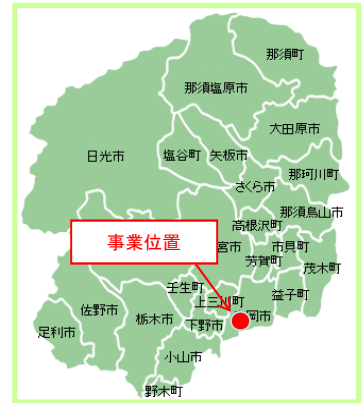 那須町
那須塩原市
大田原市
日光市
塩谷町
矢板市
那珂川町
さくら市
那須烏山市
高根沢町
事業位置
宮市
市貝町
芳賀町
茂木町
壬生町
上三川町
益子町
岡市
佐野市
栃木市
下野市
足利市
小山市
野木町